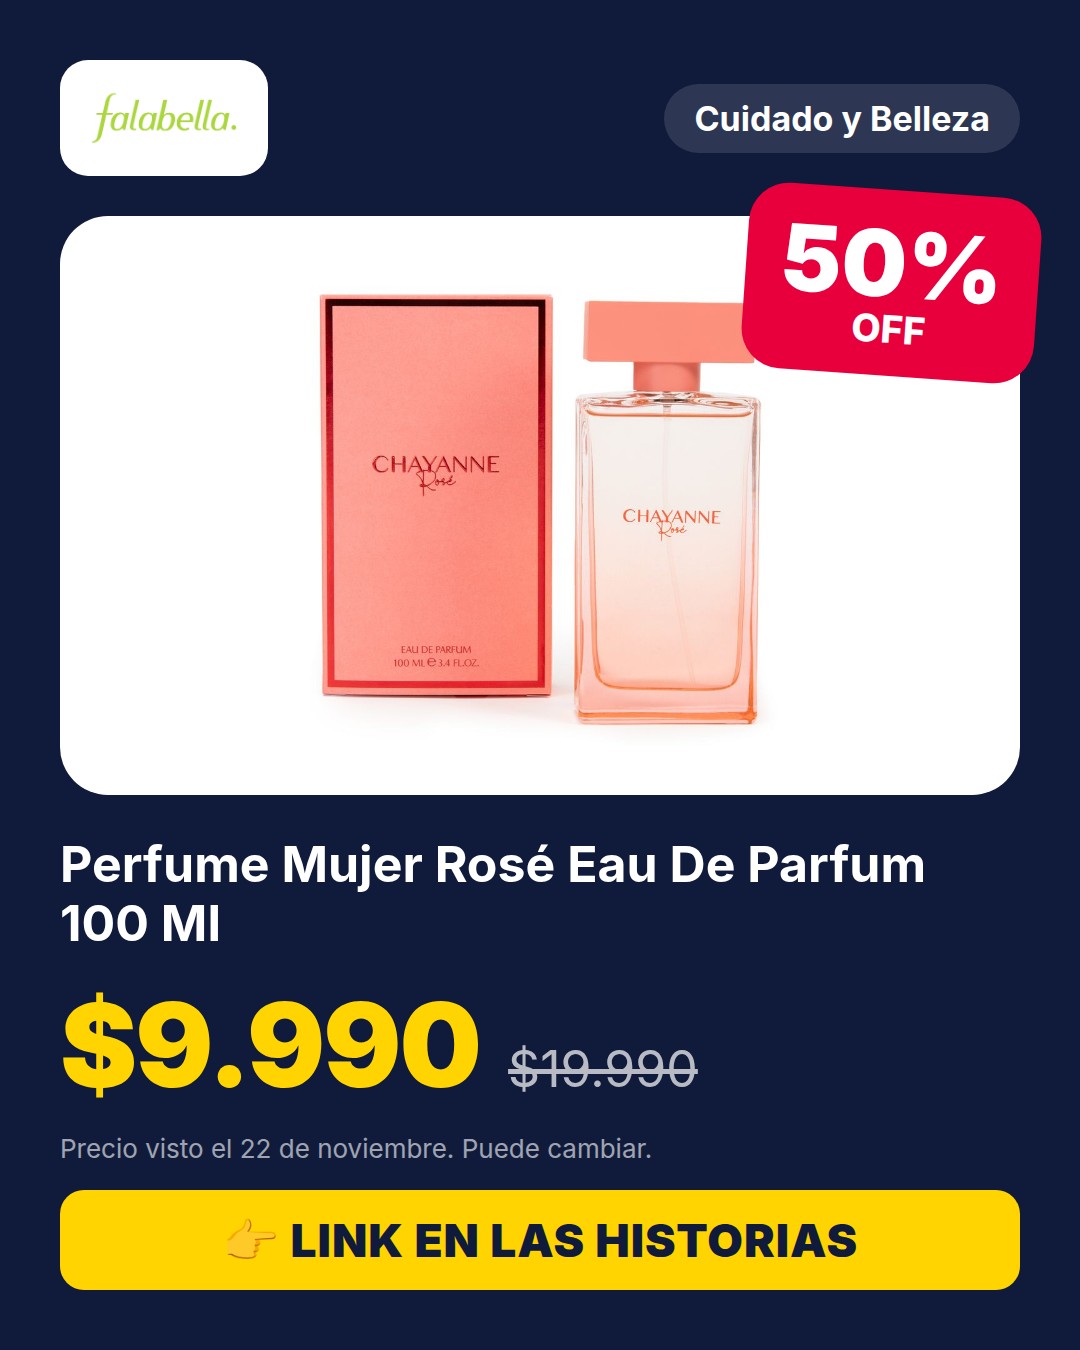 falabella.
Cuidado y Belleza
50%
OFF
CHAYANNE
Rosé
EAU DE PARFUM
100 ML ℮ 3.4 FL.OZ.
CHAYANNE
Rosé
Perfume Mujer Rosé Eau De Parfum
100 Ml
$9.990 $19.990
Precio visto el 22 de noviembre. Puede cambiar.
👉 LINK EN LAS HISTORIAS